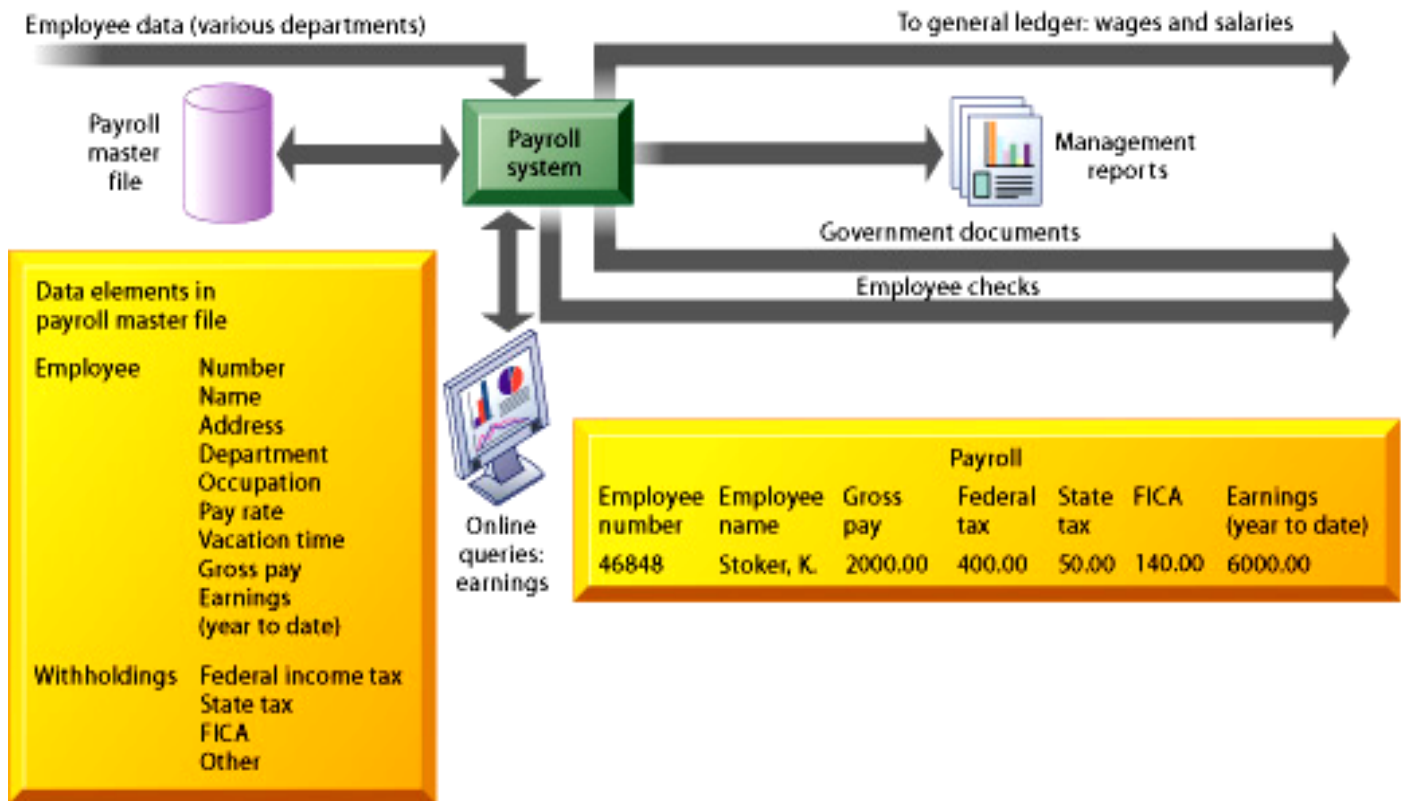 Employee data (various departments)
To general ledger: wages and salaries
Payroll
master
file
Payroll
system
Management
reports
Government documents
Employee checks
Data elements in
payroll master file
Employee Number
Name
Address
Department
Occupation
Pay rate
Vacation time
Gross pay
Earnings
(year to date)
Withholdings Federal income tax
State tax
FICA
Other
Online
queries:
earnings
Payroll
Employee Employee Gross Federal State FICA Earnings
number name pay tax tax (year to date)
46848 Stoker, K. 2000.00 400.00 50.00 140.00 6000.00